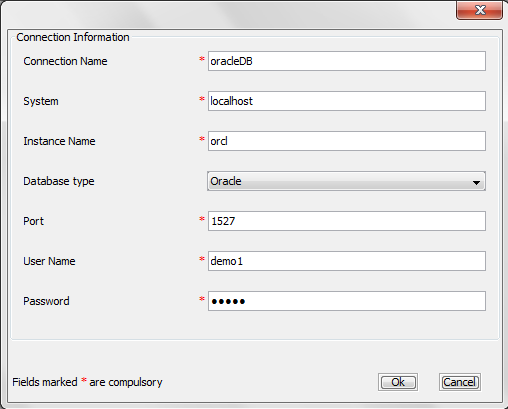 Connection Information
Connection Name * oracleDB
System * localhost
Instance Name * orcl
Database type Oracle
Port * 1527
User Name * demo1
Password * •••••
Fields marked * are compulsory Ok Cancel